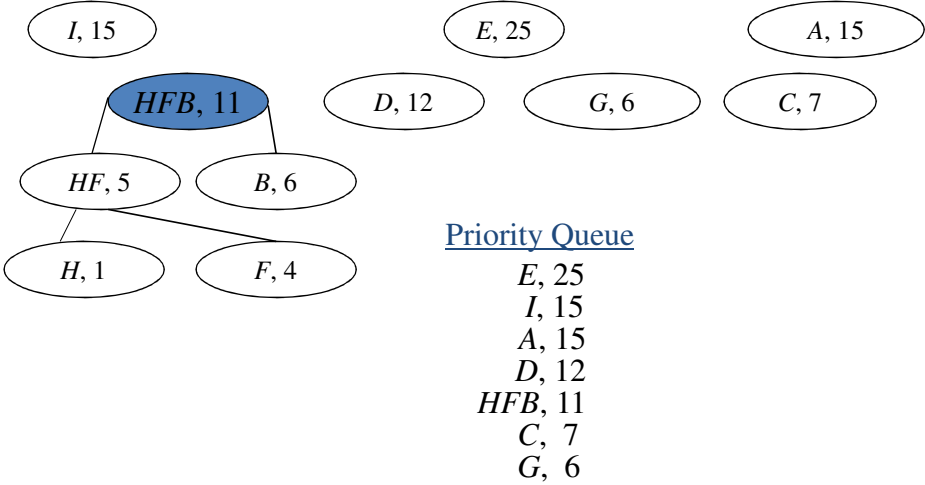 I, 15
E, 25
A, 15
HFB, 11
D, 12
G, 6
C, 7
HF, 5
B, 6
H, 1
F, 4
Priority Queue
E, 25
I, 15
A, 15
D, 12
HFB, 11
C, 7
G, 6